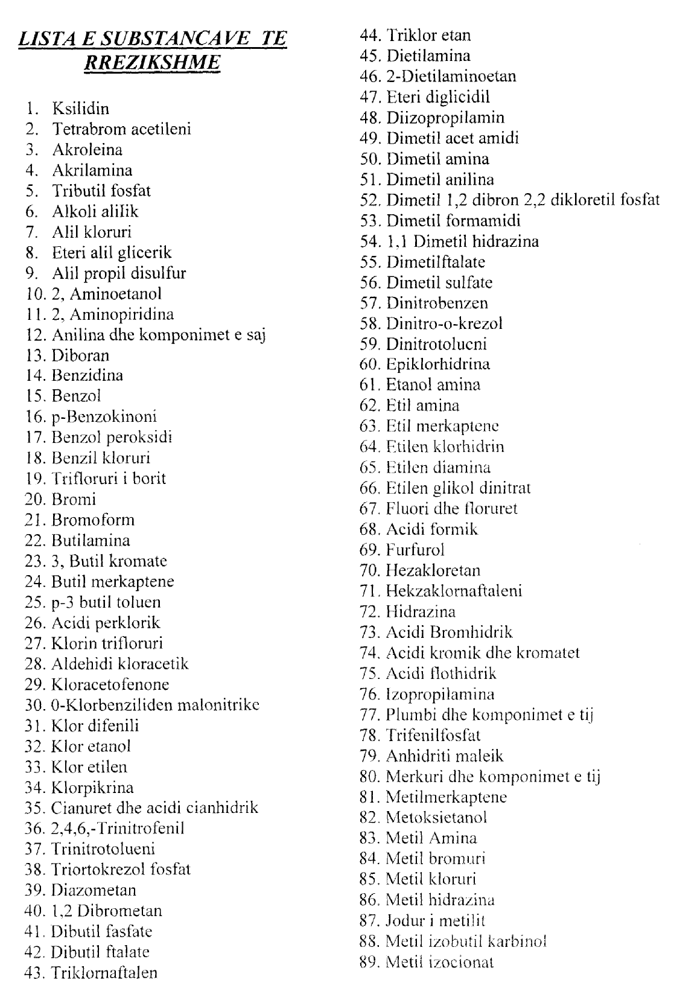 LISTA E SUBSTANCAVE TE
RREZIKSHME
1. Ksilidin
2. Tetrabrom acetileni
3. Akroleina
4. Akrilamina
5. Tributil fosfat
6. Alkoli alilik
7. Alil kloruri
8. Eteri alil glicerik
9. Alil propil disulfur
10. 2, Aminoetanol
11. 2, Aminopiridina
12. Anilina dhe komponimet e saj
13. Diboran
14. Benzidina
15. Benzol
16. p-Benzokinoni
17. Benzol peroksidi
18. Benzil kloruri
19. Trifloruri i borit
20. Bromi
21. Bromoform
22. Butilamina
23. 3, Butil kromate
24. Butil merkaptene
25. p-3 butil toluen
26. Acidi perklorik
27. Klorin trifloruri
28. Aldehidi kloracetik
29. Kloracetofenone
30. 0-Klorbenziliden malonitrike
31. Klor difenili
32. Klor etanol
33. Klor etilen
34. Klorpikrina
35. Cianuret dhe acidi cianhidrik
36. 2,4,6,-Trinitrofenil
37. Trinitrotolueni
38. Triortokrezol fosfat
39. Diazometan
40. 1,2 Dibrometan
41. Dibutil fasfate
42. Dibutil ftalate
43. Triklornaftalen
44. Triklor etan
45. Dietilamina
46. 2-Dietilaminoetan
47. Eteri diglicidil
48. Diizopropilamin
49. Dimetil acet amidi
50. Dimetil amina
51. Dimetil anilina
52. Dimetil 1,2 dibron 2,2 dikloretil fosfat
53. Dimetil formamidi
54. 1,1 Dimetil hidrazina
55. Dimetilftalate
56. Dimetil sulfate
57. Dinitrobenzen
58. Dinitro-o-krezol
59. Dinitrotolueni
60. Epiklorhidrina
61. Etanol amina
62. Etil amina
63. Etil merkaptene
64. Etilen klorhidrin
65. Etilen diamina
66. Etilen glikol dinitrat
67. Fluori dhe floruret
68. Acidi formik
69. Furfurol
70. Hezakloretan
71. Hekzaklornaftaleni
72. Hidrazina
73. Acidi Bromhidrik
74. Acidi kromik dhe kromatet
75. Acidi flothidrik
76. Izopropilamina
77. Plumbi dhe komponimet e tij
78. Trifenilfosfat
79. Anhidriti maleik
80. Merkuri dhe komponimet e tij
81. Metilmerkaptene
82. Metoksietanol
83. Metil Amina
84. Metil bromuri
85. Metil kloruri
86. Metil hidrazina
87. Jodur i metilit
88. Metil izobutil karbinol
89. Metil izocionat